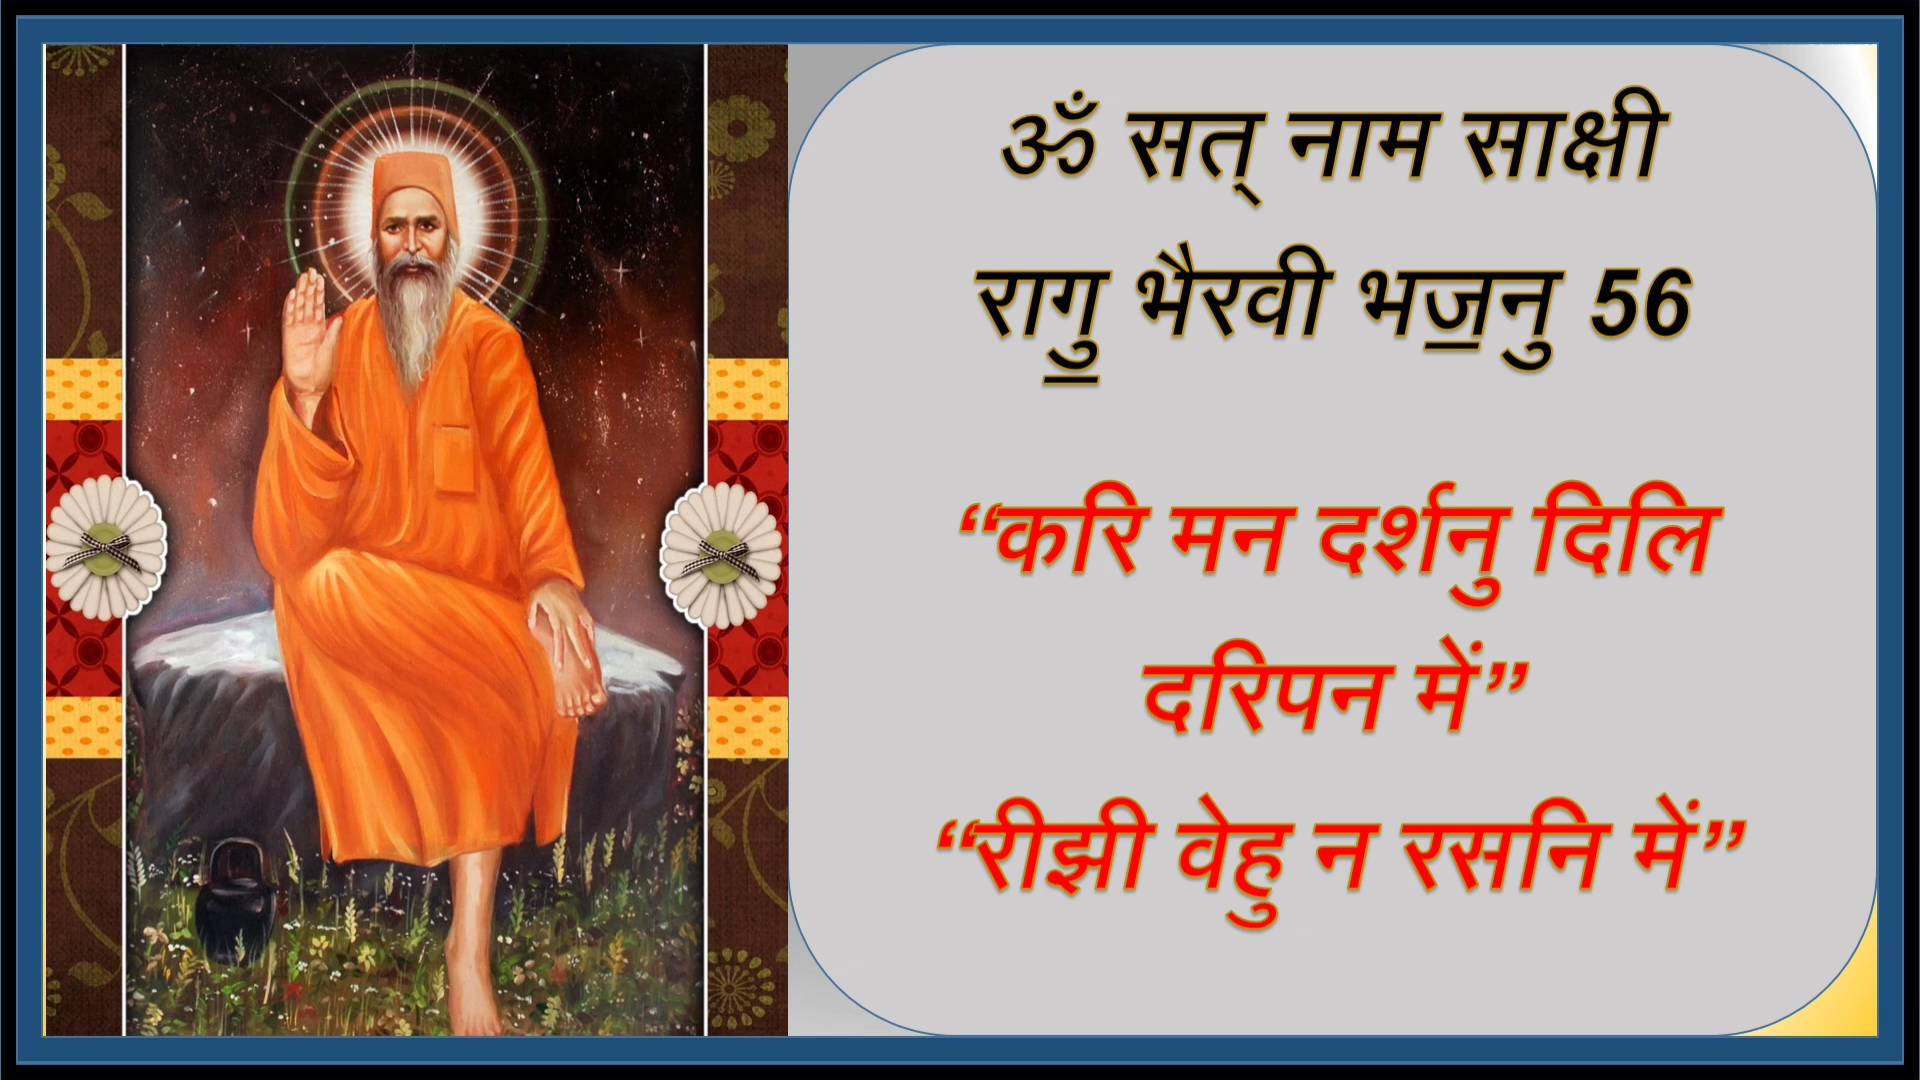 ॐ सत् नाम साक्षी
रागु॒ भैरवी भज॒नु 56
“करि मन दर्शनु दिलि
दरिपन में”
“रीझी वेहु न रसनि में”